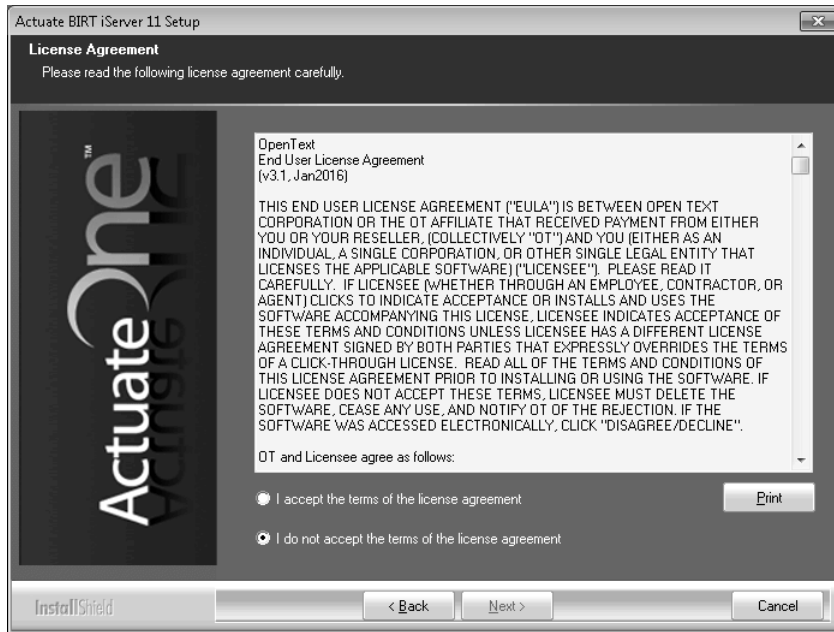 Actuate BIRT iServer 11 Setup
License Agreement
Please read the following license agreement carefully.
ActuateOne™
OpenText
End User License Agreement
(v3.1, Jan2016)
THIS END USER LICENSE AGREEMENT ("EULA") IS BETWEEN OPEN TEXT
CORPORATION OR THE OT AFFILIATE THAT RECEIVED PAYMENT FROM EITHER
YOU OR YOUR RESELLER, (COLLECTIVELY "OT") AND YOU (EITHER AS AN
INDIVIDUAL, A SINGLE CORPORATION, OR OTHER SINGLE LEGAL ENTITY THAT
LICENSES THE APPLICABLE SOFTWARE) ("LICENSEE").  PLEASE READ IT
CAREFULLY.  IF LICENSEE (WHETHER THROUGH AN EMPLOYEE, CONTRACTOR, OR
AGENT) CLICKS TO INDICATE ACCEPTANCE OR INSTALLS AND USES THE
SOFTWARE ACCOMPANYING THIS LICENSE, LICENSEE INDICATES ACCEPTANCE OF
THESE TERMS AND CONDITIONS UNLESS LICENSEE HAS A DIFFERENT LICENSE
AGREEMENT SIGNED BY BOTH PARTIES THAT EXPRESSLY OVERRIDES THE TERMS
OF A CLICK-THROUGH LICENSE.  READ ALL OF THE TERMS AND CONDITIONS OF
THIS LICENSE AGREEMENT PRIOR TO INSTALLING OR USING THE SOFTWARE. IF
LICENSEE DOES NOT ACCEPT THESE TERMS, LICENSEE MUST DELETE THE
SOFTWARE, CEASE ANY USE, AND NOTIFY OT OF THE REJECTION. IF THE
SOFTWARE WAS ACCESSED ELECTRONICALLY, CLICK "DISAGREE/DECLINE".
OT and Licensee agree as follows:
I accept the terms of the license agreement
Print
I do not accept the terms of the license agreement
InstallShield
< Back
Next >
Cancel